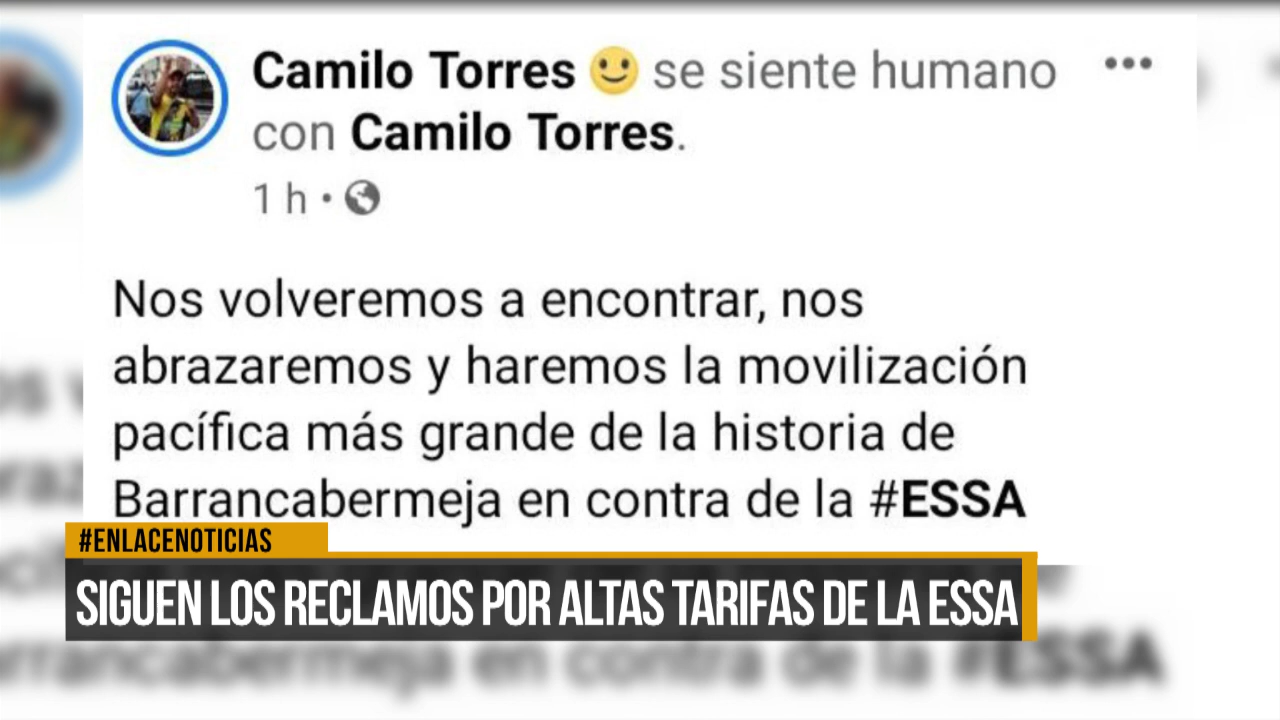 Camilo Torres 🙂 se siente humano
con Camilo Torres.
1 h •
Nos volveremos a encontrar, nos
abrazaremos y haremos la movilización
pacífica más grande de la historia de
Barrancabermeja en contra de la #ESSA
#ENLACENOTICIAS
SIGUEN LOS RECLAMOS POR ALTAS TARIFAS DE LA ESSA